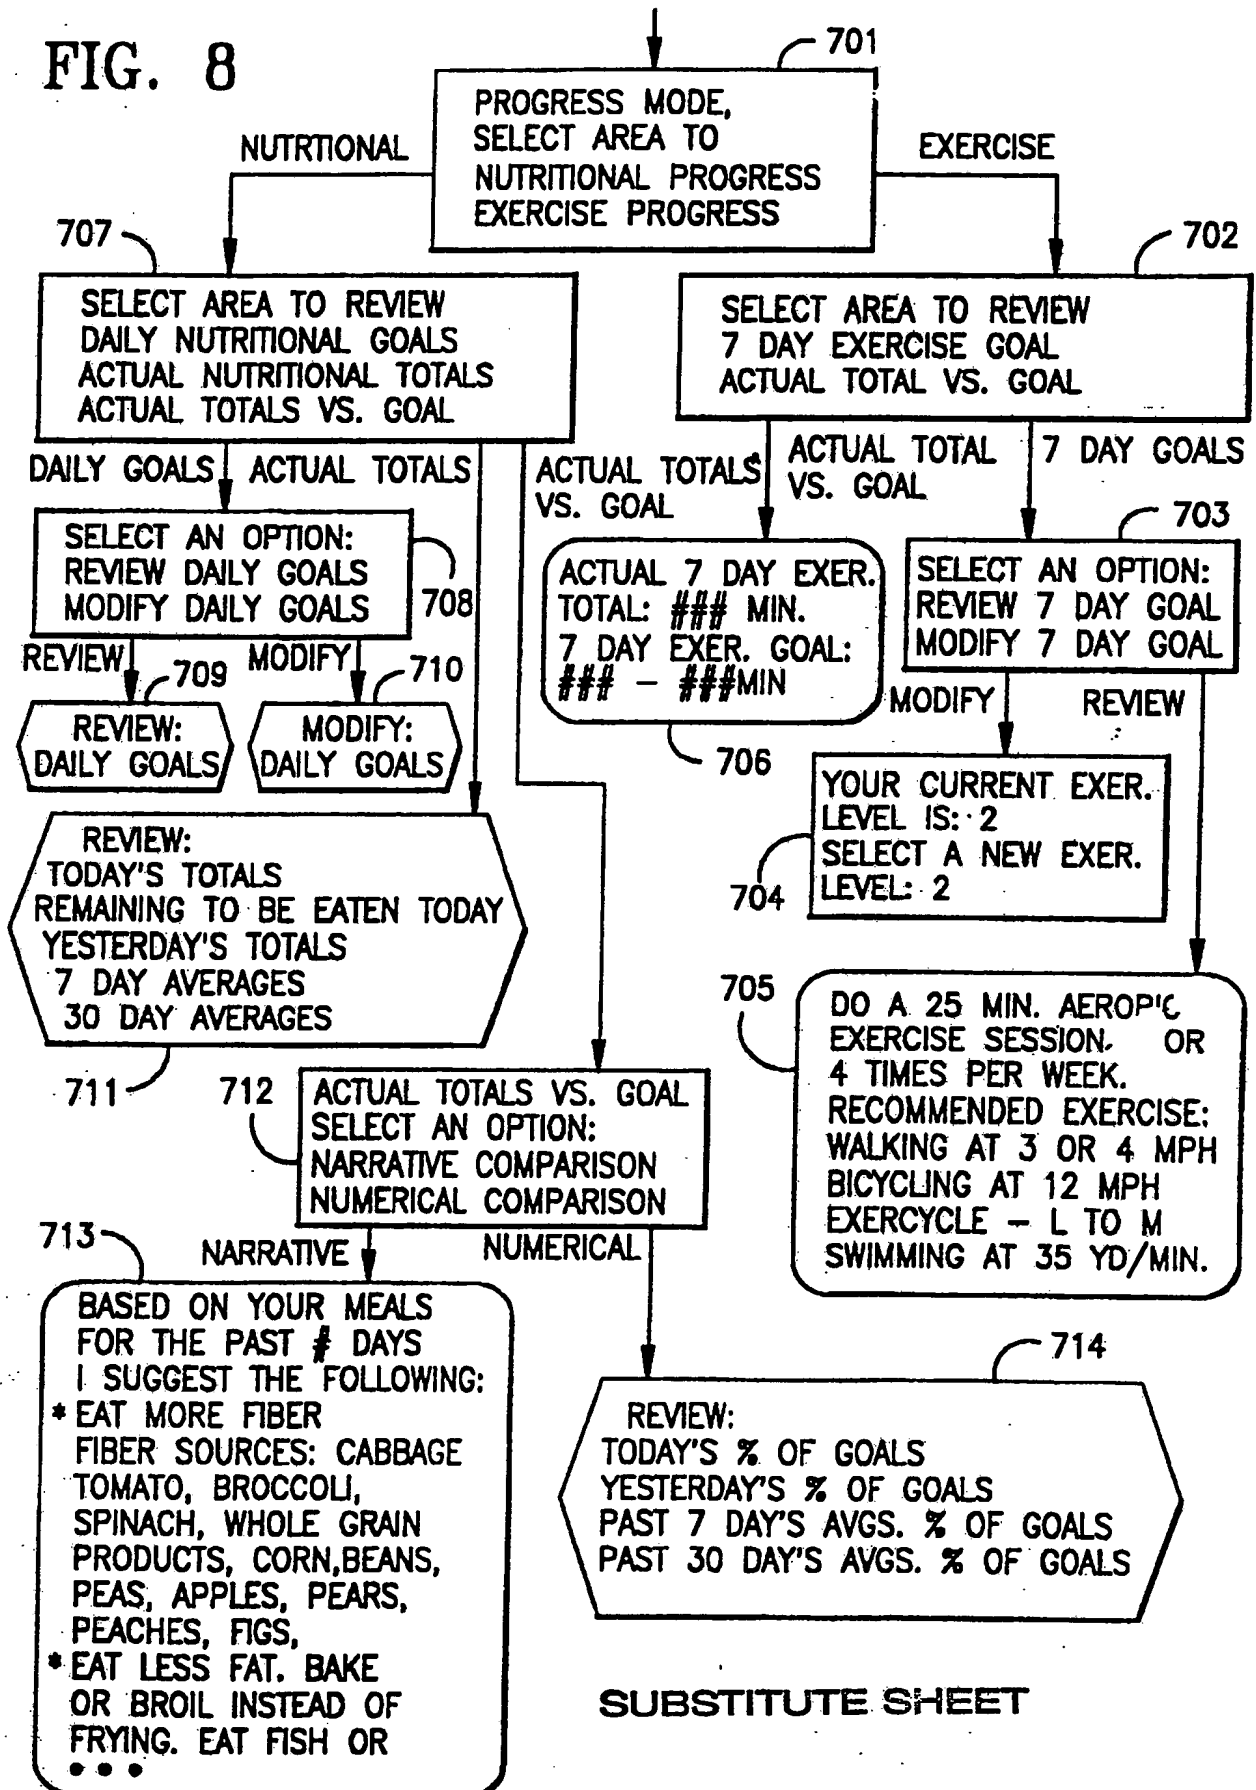 FIG. 8
701
PROGRESS MODE,
SELECT AREA TO
NUTRITIONAL PROGRESS
EXERCISE PROGRESS
NUTRTIONAL
EXERCISE
707
SELECT AREA TO REVIEW
DAILY NUTRITIONAL GOALS
ACTUAL NUTRITIONAL TOTALS
ACTUAL TOTALS VS. GOAL
702
SELECT AREA TO REVIEW
7 DAY EXERCISE GOAL
ACTUAL TOTAL VS. GOAL
DAILY GOALS
ACTUAL TOTALS
ACTUAL TOTALS
VS. GOAL
ACTUAL TOTAL
VS. GOAL
7 DAY GOALS
SELECT AN OPTION:
REVIEW DAILY GOALS
MODIFY DAILY GOALS
708
703
SELECT AN OPTION:
REVIEW 7 DAY GOAL
MODIFY 7 DAY GOAL
ACTUAL 7 DAY EXER.
TOTAL: ### MIN.
7 DAY EXER. GOAL:
### – ###MIN
706
REVIEW
MODIFY
709
710
REVIEW:
DAILY GOALS
MODIFY:
DAILY GOALS
MODIFY
REVIEW
YOUR CURRENT EXER.
LEVEL IS: 2
SELECT A NEW EXER.
LEVEL: 2
704
REVIEW:
TODAY'S TOTALS
REMAINING TO BE EATEN TODAY
YESTERDAY'S TOTALS
7 DAY AVERAGES
30 DAY AVERAGES
711
705
DO A 25 MIN.
EXERCISE SESSION. OR
4 TIMES PER WEEK.
RECOMMENDED EXERCISE:
WALKING AT 3 OR 4 MPH
BICYCLING AT 12 MPH
EXERCYCLE – L TO M
SWIMMING AT 35 YD/MIN.
712
ACTUAL TOTALS VS. GOAL
SELECT AN OPTION:
NARRATIVE COMPARISON
NUMERICAL COMPARISON
NARRATIVE
NUMERICAL
713
BASED ON YOUR MEALS
FOR THE PAST # DAYS
I SUGGEST THE FOLLOWING:
* EAT MORE FIBER
FIBER SOURCES: CABBAGE
TOMATO, BROCCOLI,
SPINACH, WHOLE GRAIN
PRODUCTS, CORN,BEANS,
PEAS, APPLES, PEARS,
PEACHES, FIGS,
* EAT LESS FAT. BAKE
OR BROIL INSTEAD OF
FRYING. EAT FISH OR
• • •
714
REVIEW:
TODAY'S % OF GOALS
YESTERDAY'S % OF GOALS
PAST 7 DAY'S AVGS. % OF GOALS
PAST 30 DAY'S AVGS. % OF GOALS
SUBSTITUTE SHEET